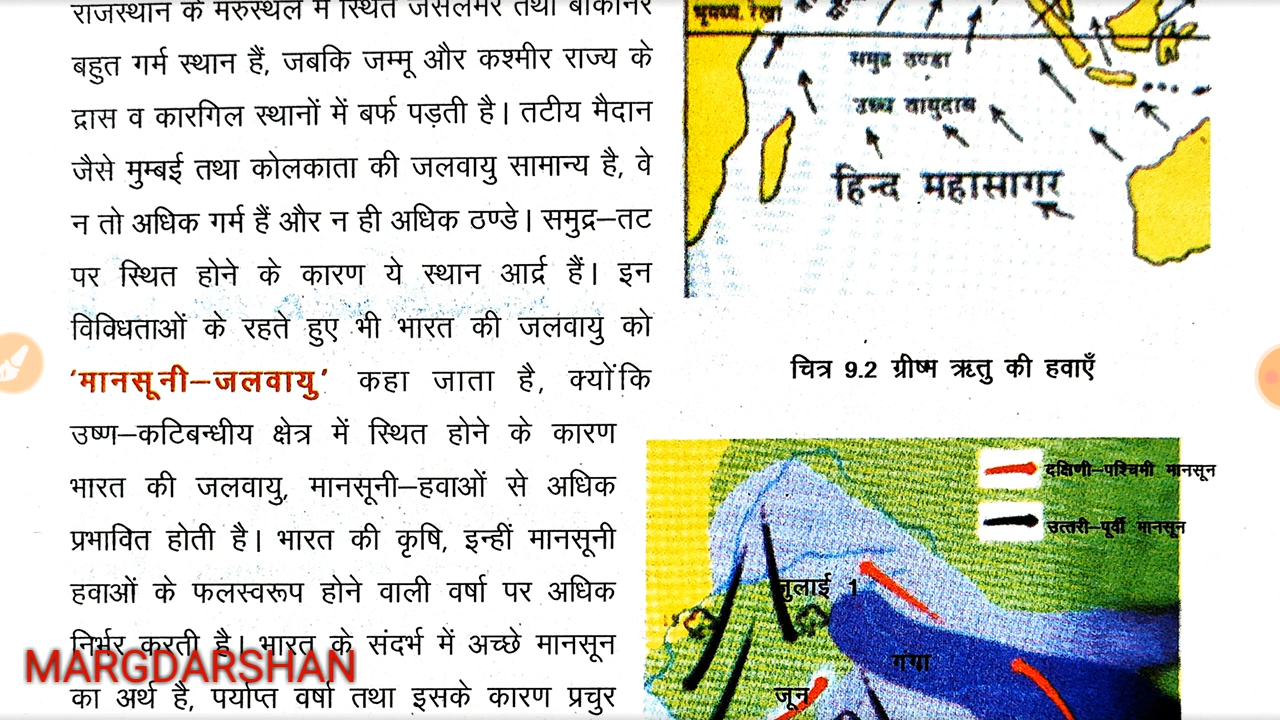 राजस्थान के मरुस्थल में स्थित जैसलमेर तथा बीकानेर
बहुत गर्म स्थान हैं, जबकि जम्मू और कश्मीर राज्य के
द्रास व कारगिल स्थानों में बर्फ पड़ती है। तटीय मैदान
जैसे मुम्बई तथा कोलकाता की जलवायु सामान्य है, वे
न तो अधिक गर्म हैं और न ही अधिक ठण्डे। समुद्र–तट
पर स्थित होने के कारण ये स्थान आर्द्र हैं। इन
विविधताओं के रहते हुए भी भारत की जलवायु को
'मानसूनी–जलवायु' कहा जाता है, क्योंकि
उष्ण–कटिबन्धीय क्षेत्र में स्थित होने के कारण
भारत की जलवायु, मानसूनी–हवाओं से अधिक
प्रभावित होती है। भारत की कृषि, इन्हीं मानसूनी
हवाओं के फलस्वरूप होने वाली वर्षा पर अधिक
निर्भर करती है। भारत के संदर्भ में अच्छे मानसून
का अर्थ है, पर्याप्त वर्षा तथा इसके कारण प्रचुर
MARGDARSHAN
भूमध्य रेखा
समुद्र ठण्डा
उच्च वायुदाब
हिन्द महासागर
चित्र 9.2 ग्रीष्म ऋतु की हवाएँ
दक्षिणी–पश्चिमी मानसून
उत्तरी–पूर्वी मानसून
जुलाई 1
गंगा
जून